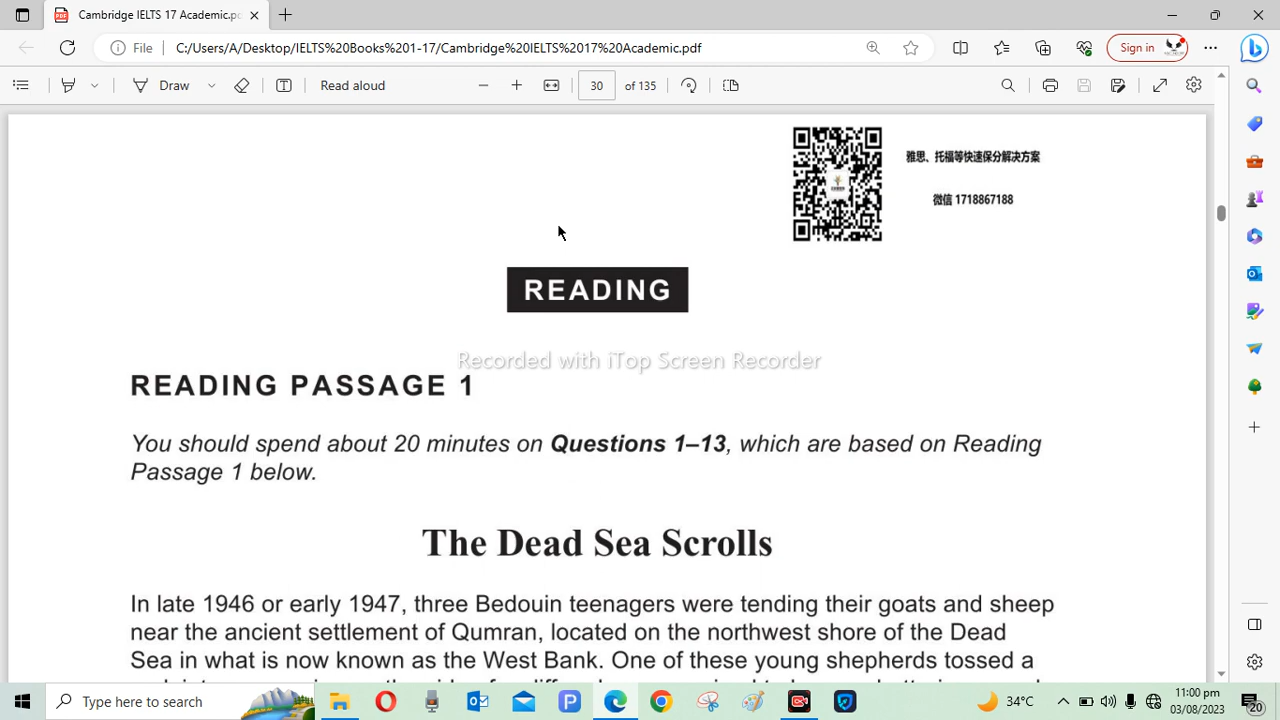 Cambridge IELTS 17 Academic.pdf
File C:/Users/A/Desktop/IELTS%20Books%201-17/Cambridge%20IELTS%2017%20Academic.pdf Sign in
Draw Read aloud 30 of 135
雅思、托福等快速保分解决方案
微信 1718867188
READING
Recorded with iTop Screen Recorder
READING PASSAGE 1
You should spend about 20 minutes on Questions 1–13, which are based on Reading
Passage 1 below.
The Dead Sea Scrolls
In late 1946 or early 1947, three Bedouin teenagers were tending their goats and sheep
near the ancient settlement of Qumran, located on the northwest shore of the Dead
Sea in what is now known as the West Bank. One of these young shepherds tossed a
Type here to search 34°C 11:00 pm
03/08/2023 20